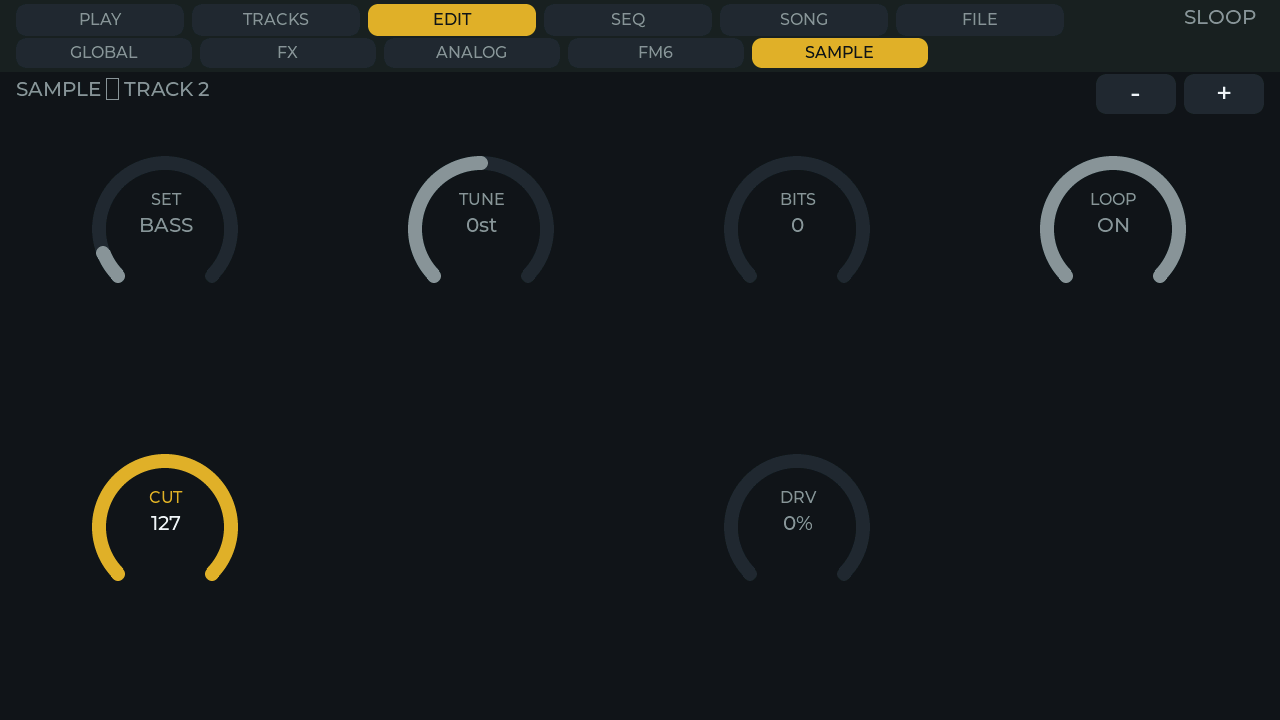 PLAY TRACKS EDIT SEQ SONG FILE SLOOP
GLOBAL FX ANALOG FM6 SAMPLE
SAMPLE TRACK 2 - +
SET TUNE BITS LOOP
BASS 0st 0 ON
CUT DRV
127 0%